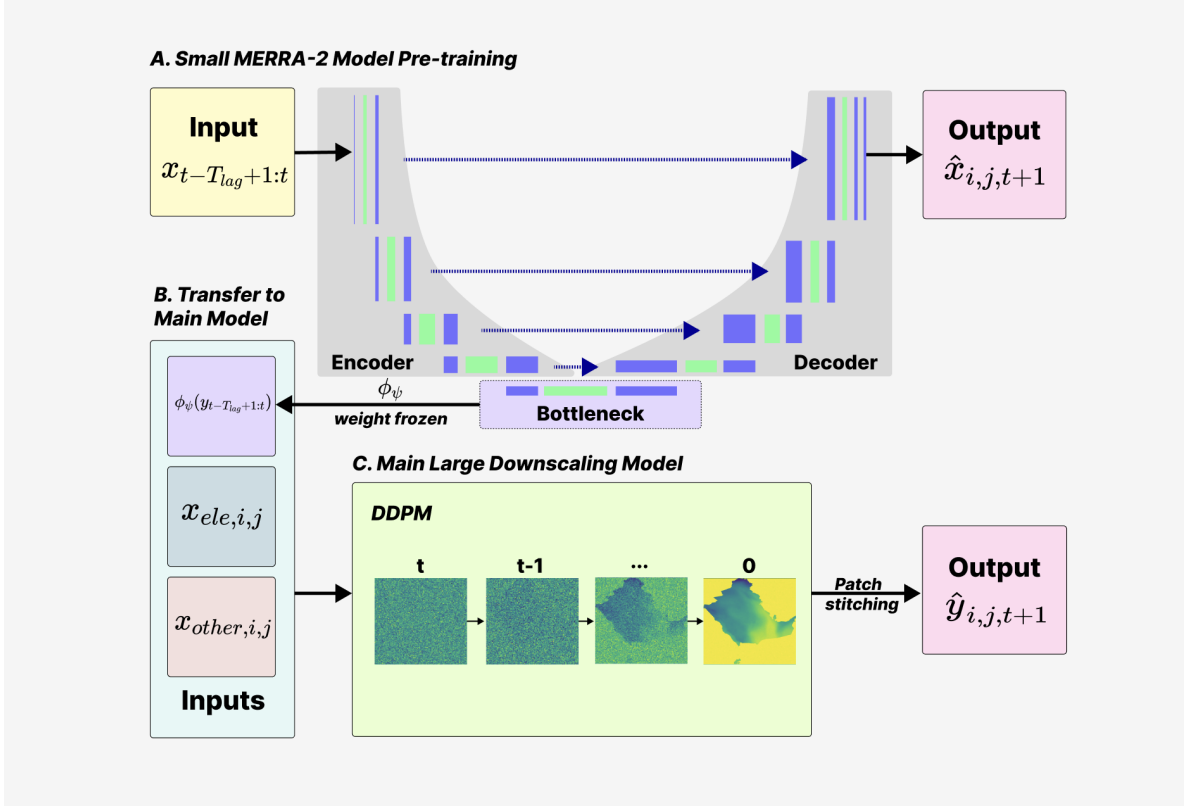 A. Small MERRA-2 Model Pre-training
Input
x_{t−T_{lag}+1:t}
Output
x̂_{i,j,t+1}
Encoder
Decoder
B. Transfer to
Main Model
ϕ_ψ
weight frozen
Bottleneck
ϕ_ψ(y_{t−T_{lag}+1:t})
x_{ele,i,j}
x_{other,i,j}
Inputs
C. Main Large Downscaling Model
DDPM
t
t-1
...
0
Patch
stitching
Output
ŷ_{i,j,t+1}